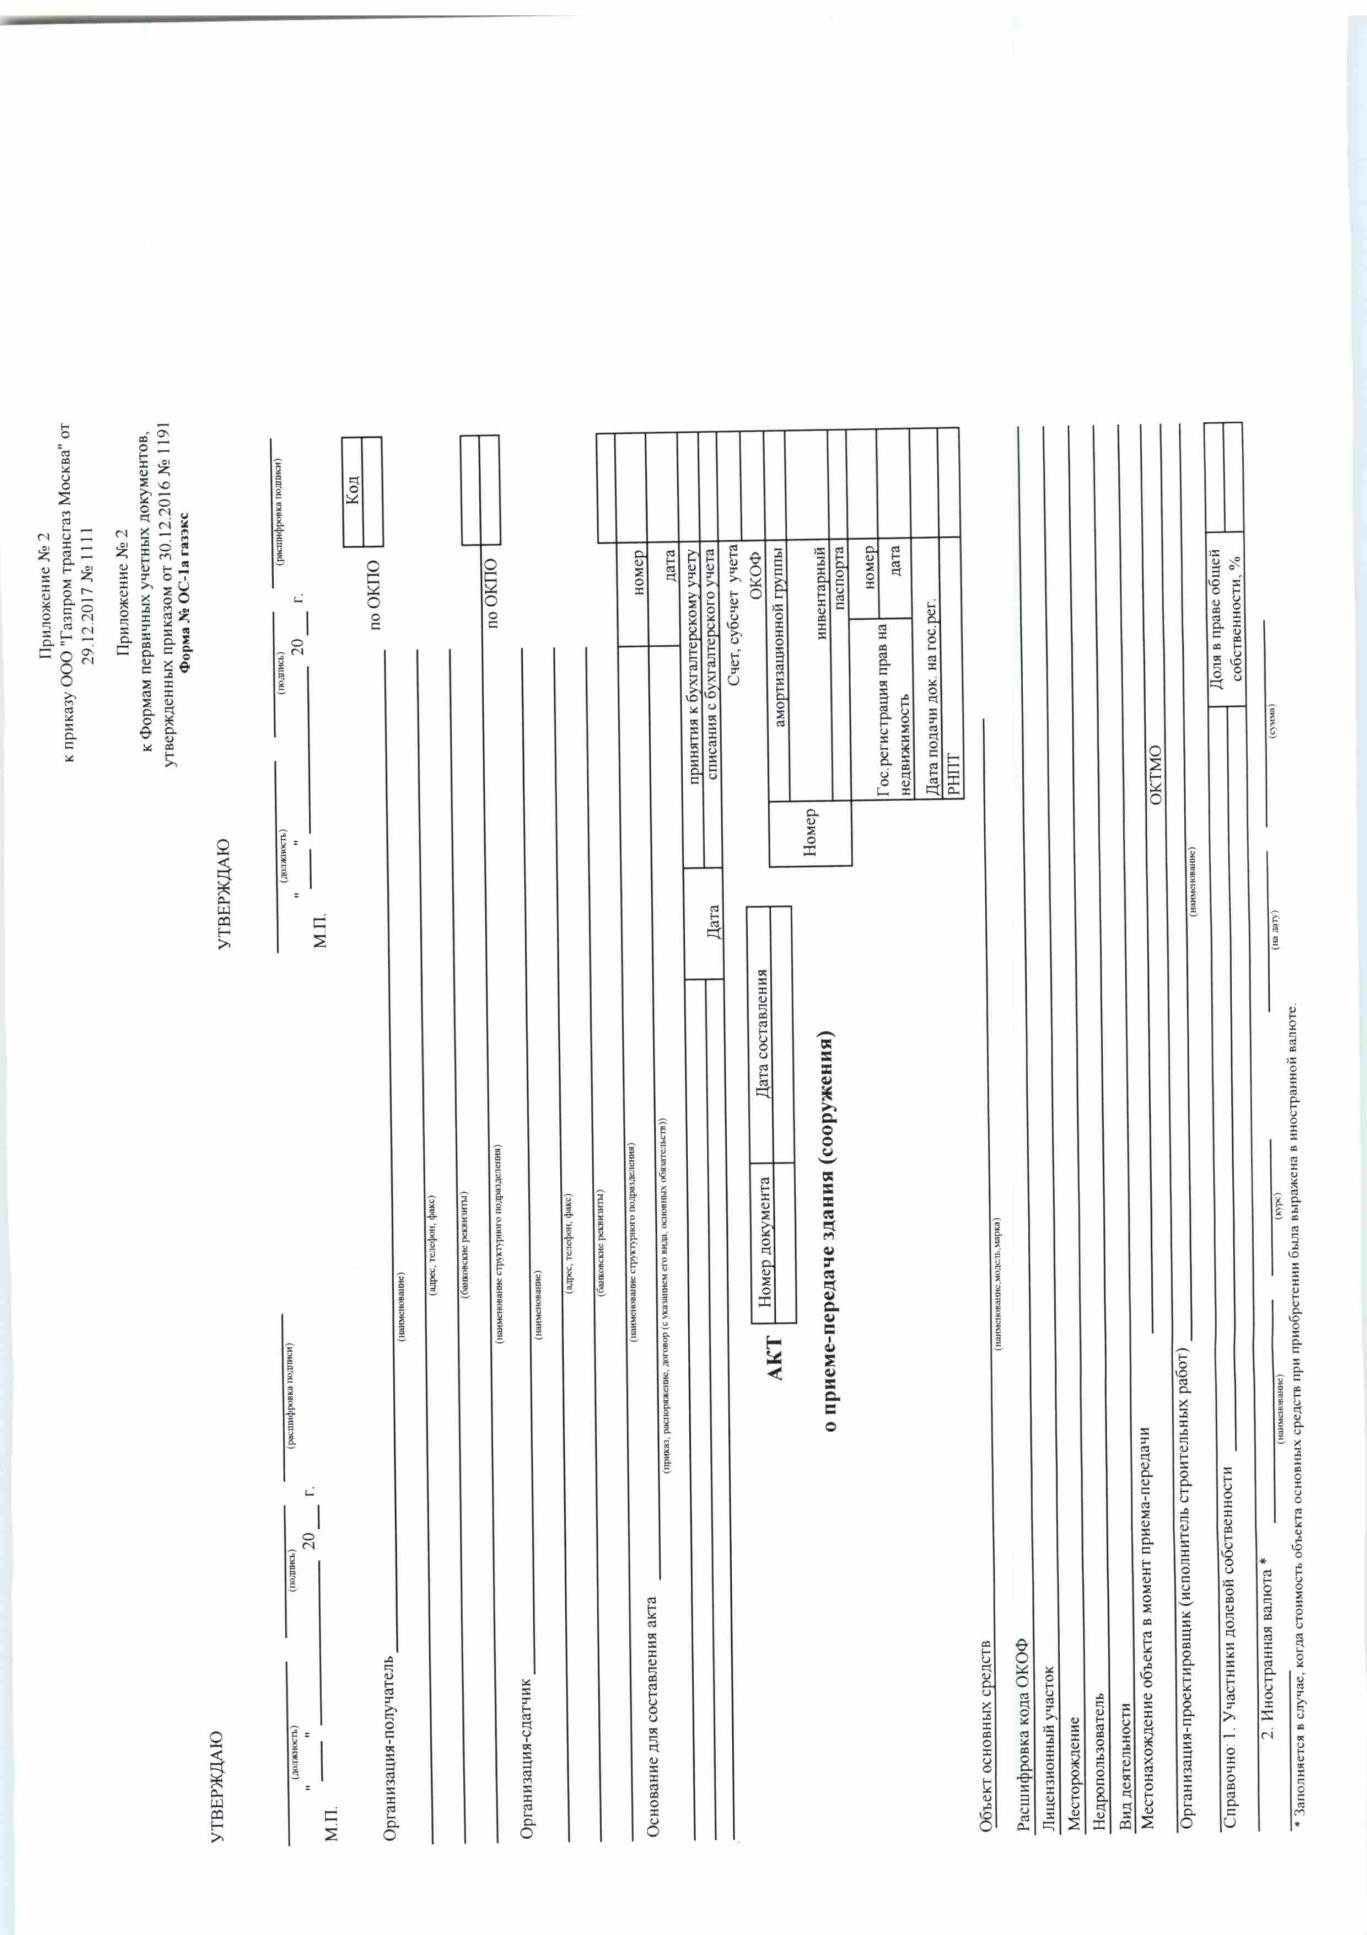 Приложение № 2
к приказу ООО "Газпром трансгаз Москва" от
29.12.2017 № 1111
Приложение № 2
к Формам первичных учетных документов,
утвержденных приказом от 30.12.2016 № 1191
Форма № ОС-1а газэкс
УТВЕРЖДАЮ УТВЕРЖДАЮ
(должность) (подпись) (расшифровка подписи) (должность) (подпись) (расшифровка подписи)
" " 20 г. " " 20 г.
М.П. М.П.
Код
Организация-получатель по ОКПО
(наименование)
(адрес, телефон, факс)
(банковские реквизиты)
(наименование структурного подразделения) по ОКПО
Организация-сдатчик
(наименование)
(адрес, телефон, факс)
(банковские реквизиты)
(наименование структурного подразделения) номер
Основание для составления акта дата
(приказ, распоряжение, договор (с указанием его вида, основных обязательств))
принятия к бухгалтерскому учету
Дата списания с бухгалтерского учета
Счет, субсчет учета
Номер документа Дата составления ОКОФ
АКТ
амортизационной группы
Номер инвентарный
о приеме-передаче здания (сооружения) паспорта
Гос.регистрация прав на номер
недвижимость дата
Дата подачи док. на гос.рег.
РНПТ
Объект основных средств
(наименование,модель,марка)
Расшифровка кода ОКОФ
Лицензионный участок
Месторождение
Недропользователь
Вид деятельности
Местонахождение объекта в момент приема-передачи ОКТМО
Организация-проектировщик (исполнитель строительных работ)
(наименование)
Доля в праве общей
Справочно: 1. Участники долевой собственности собственности, %
2. Иностранная валюта *
(наименование) (курс) (на дату) (сумма)
* Заполняется в случае, когда стоимость объекта основных средств при приобретении была выражена в иностранной валюте.